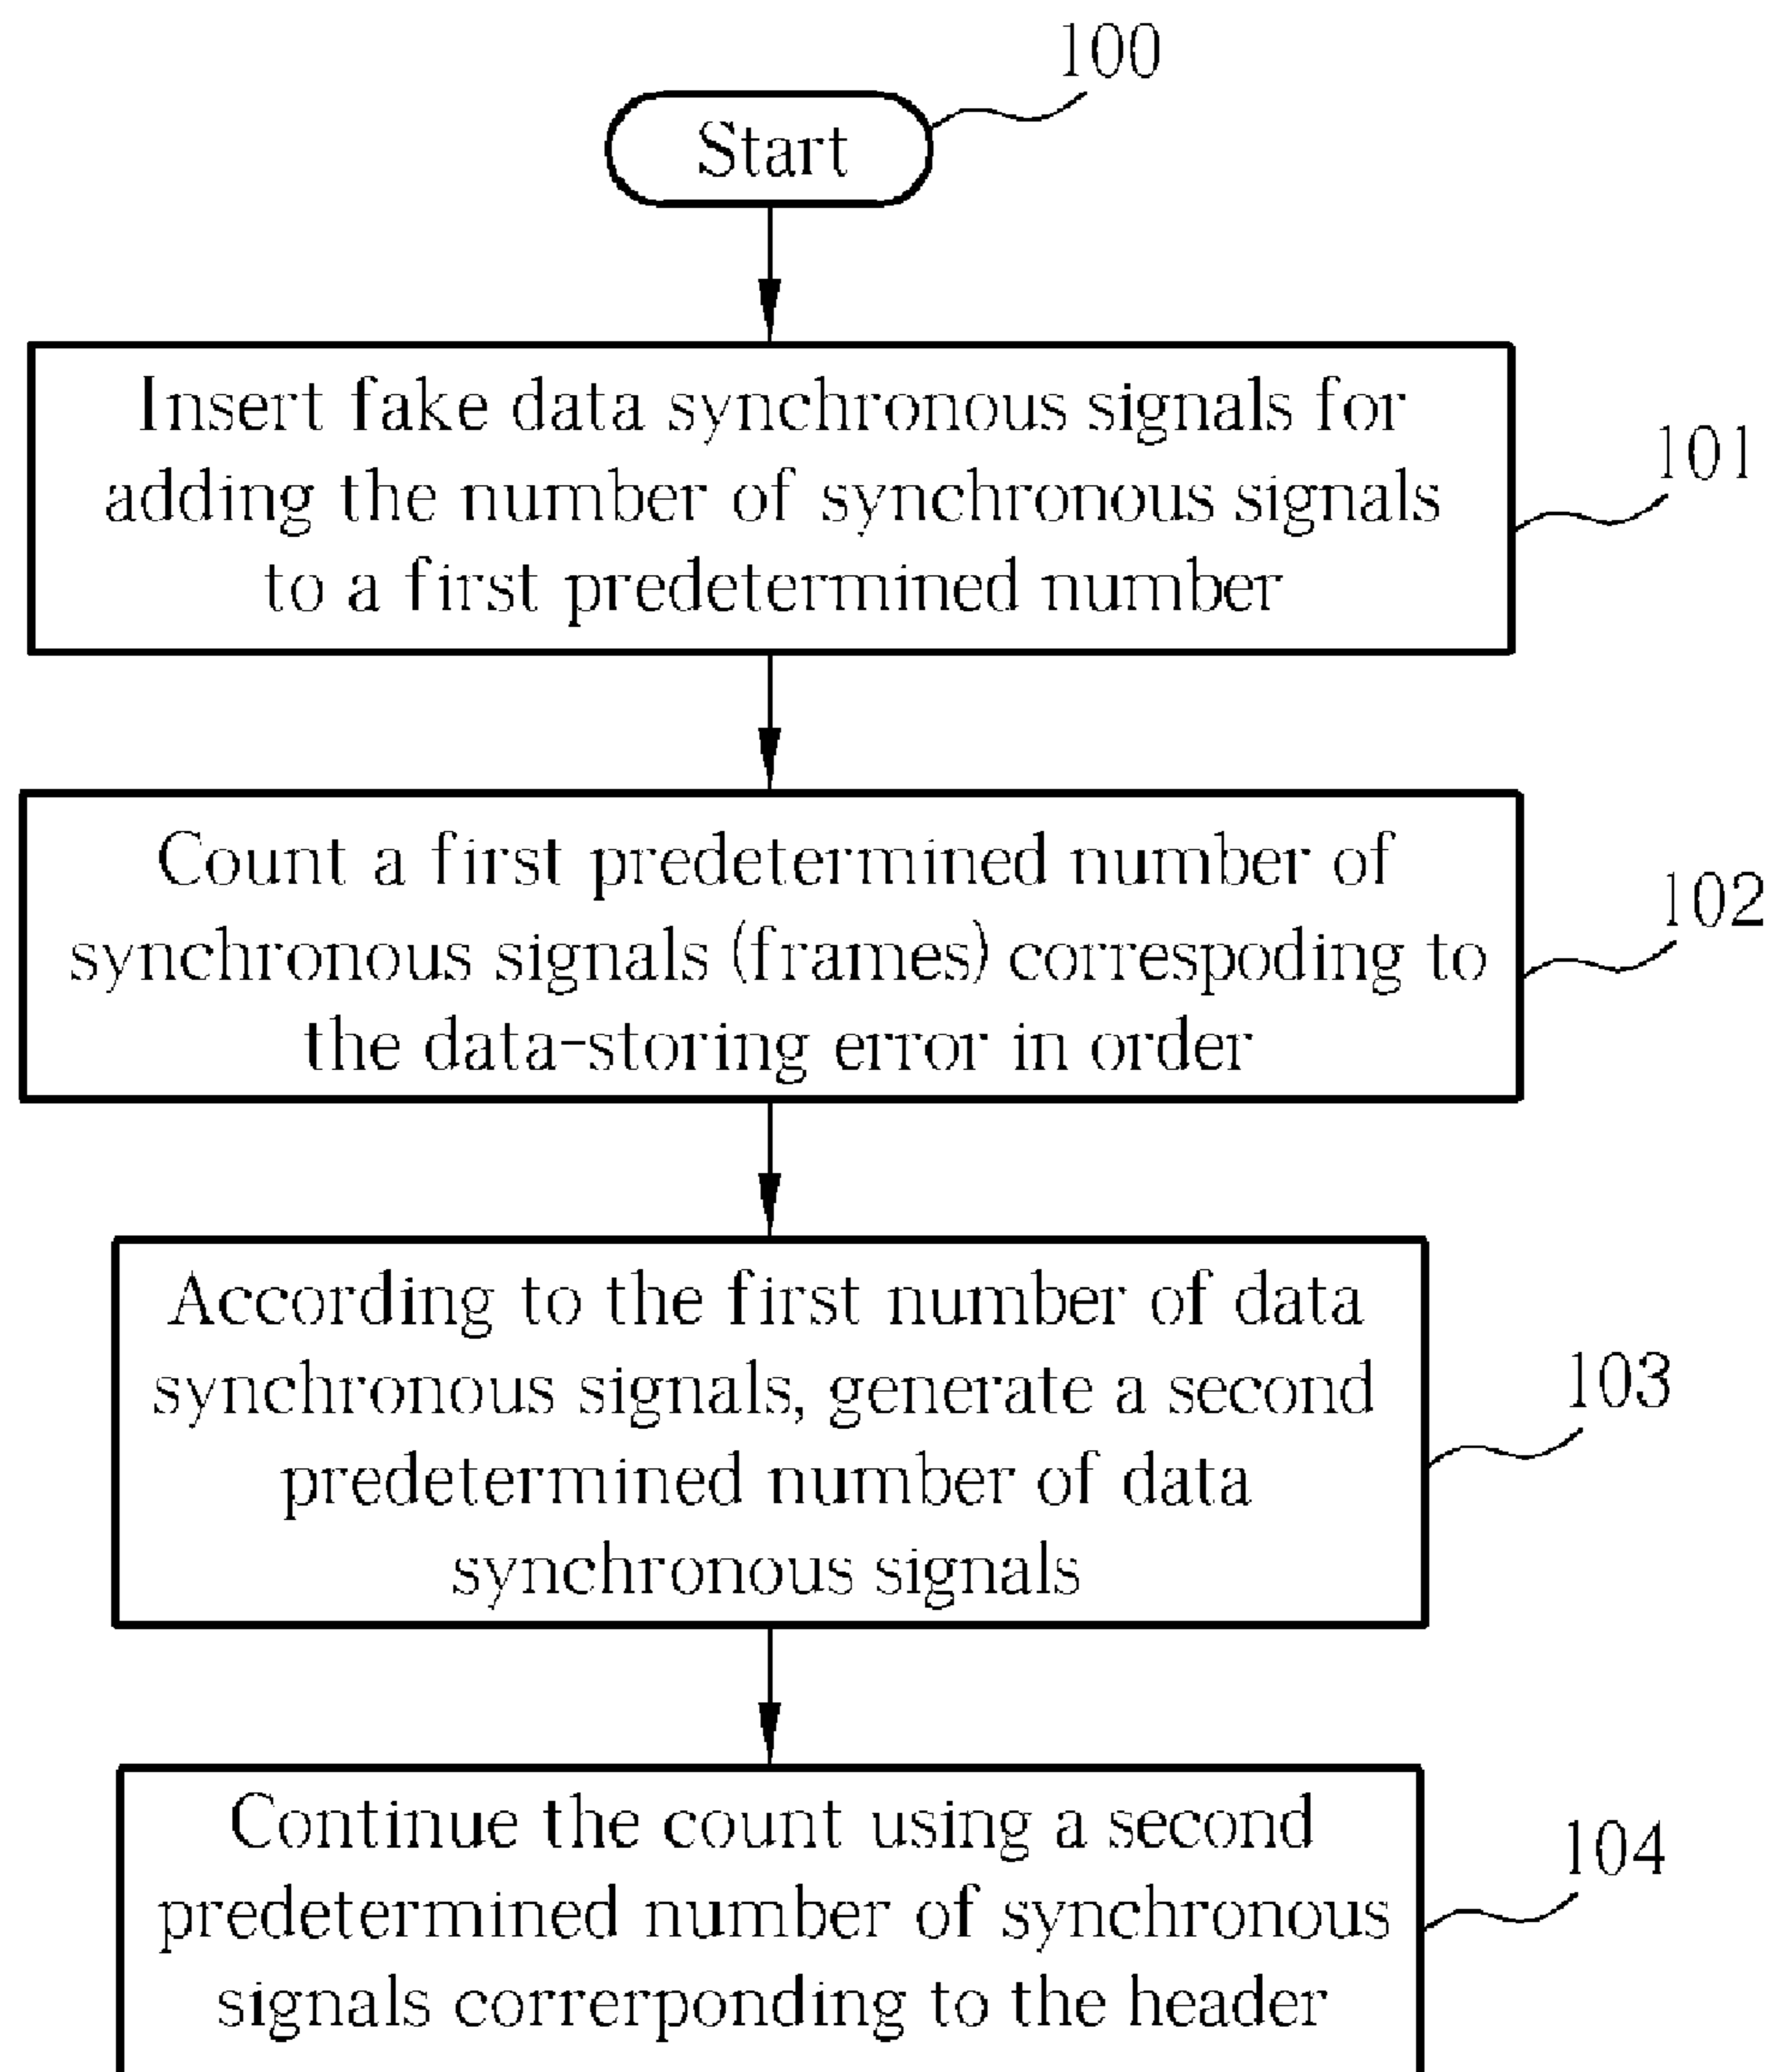 100
Start
Insert fake data synchronous signals for
adding the number of synchronous signals
to a first predetermined number
101
Count a first predetermined number of
synchronous signals (frames) correspoding to
the data-storing error in order
102
According to the first number of data
synchronous signals, generate a second
predetermined number of data
synchronous signals
103
Continue the count using a second
predetermined number of synchronous
signals correrponding to the header
104